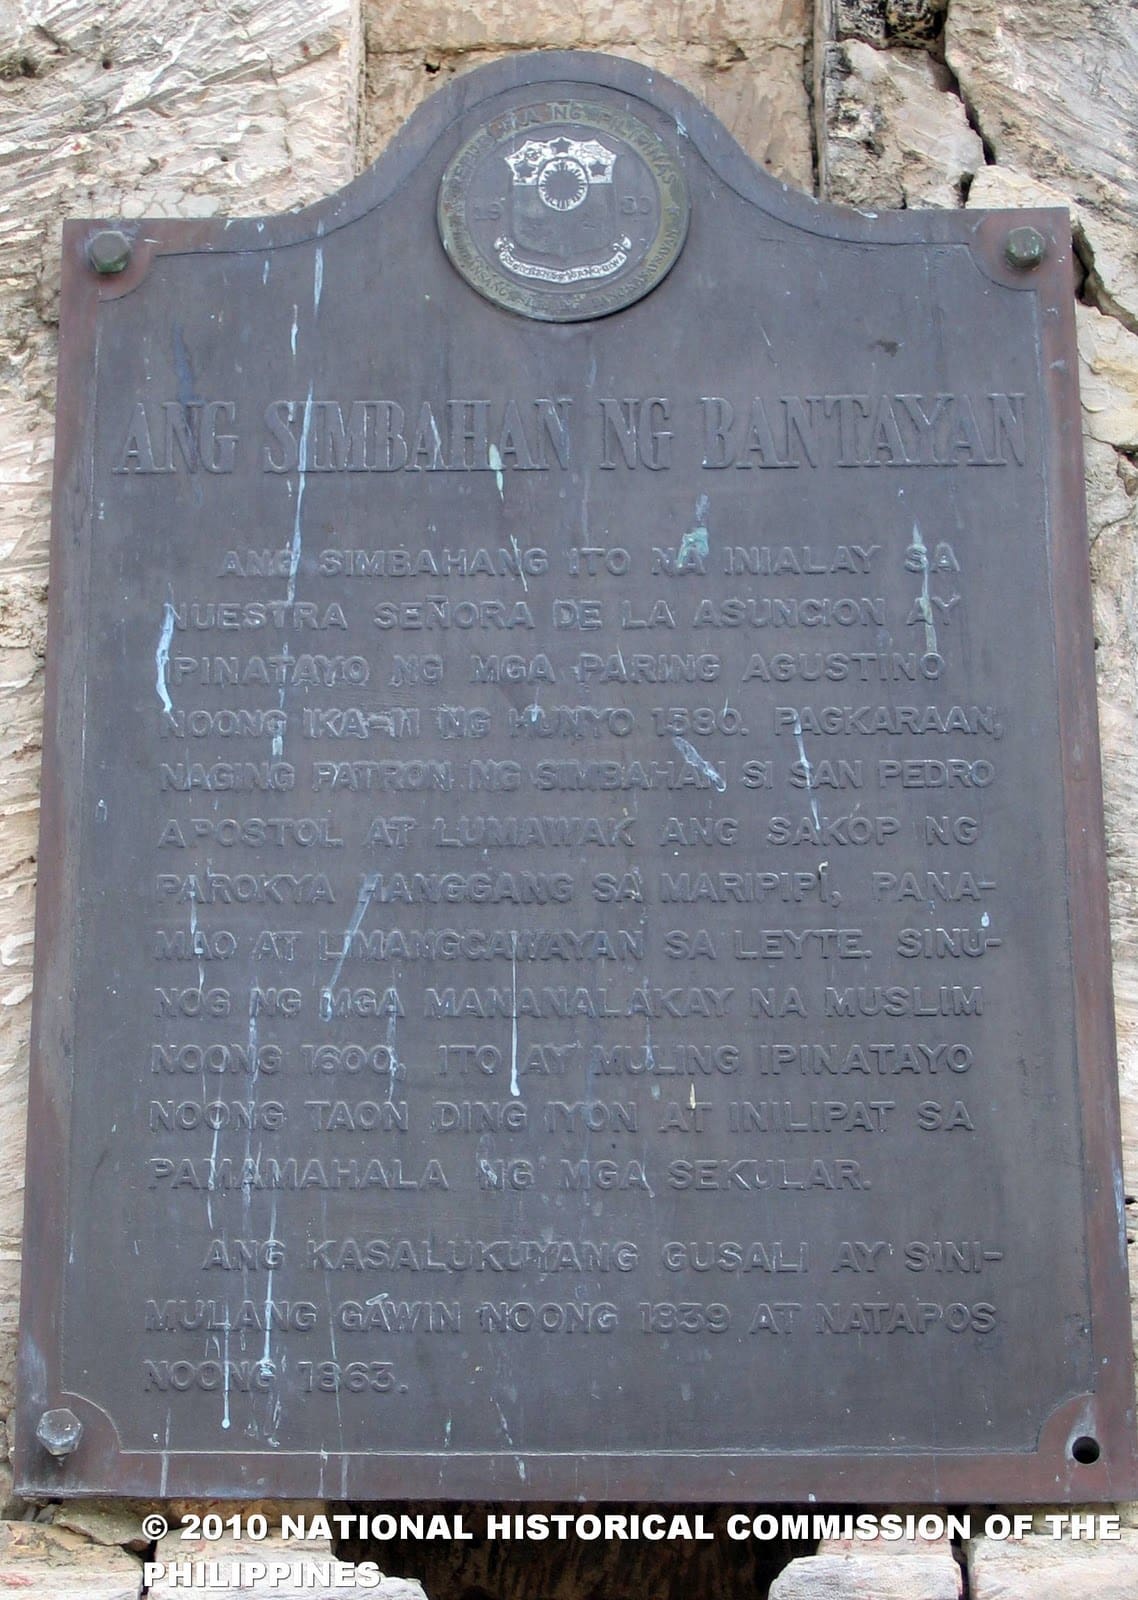 REPUBLIKA NG PILIPINAS
ANG SIMBAHAN NG BANTAYAN
ANG SIMBAHANG ITO NA INIALAY SA
NUESTRA SEÑORA DE LA ASUNCION AY
IPINATAYO NG MGA PARING AGUSTINO
NOONG IKA-11 NG HUNYO 1580. PAGKARAAN,
NAGING PATRON NG SIMBAHAN SI SAN PEDRO
APOSTOL AT LUMAWAK ANG SAKOP NG
PAROKYA HANGGANG SA MARIPIPI, PANA-
MAO AT LIMANGCAWAYAN SA LEYTE. SINU-
NOG NG MGA MANANALAKAY NA MUSLIM
NOONG 1600, ITO AY MULING IPINATAYO
NOONG TAON DING IYON AT INILIPAT SA
PAMAMAHALA NG MGA SEKULAR.
ANG KASALUKUYANG GUSALI AY SINI-
MULANG GAWIN NOONG 1839 AT NATAPOS
NOONG 1863.
© 2010 NATIONAL HISTORICAL COMMISSION OF THE
PHILIPPINES